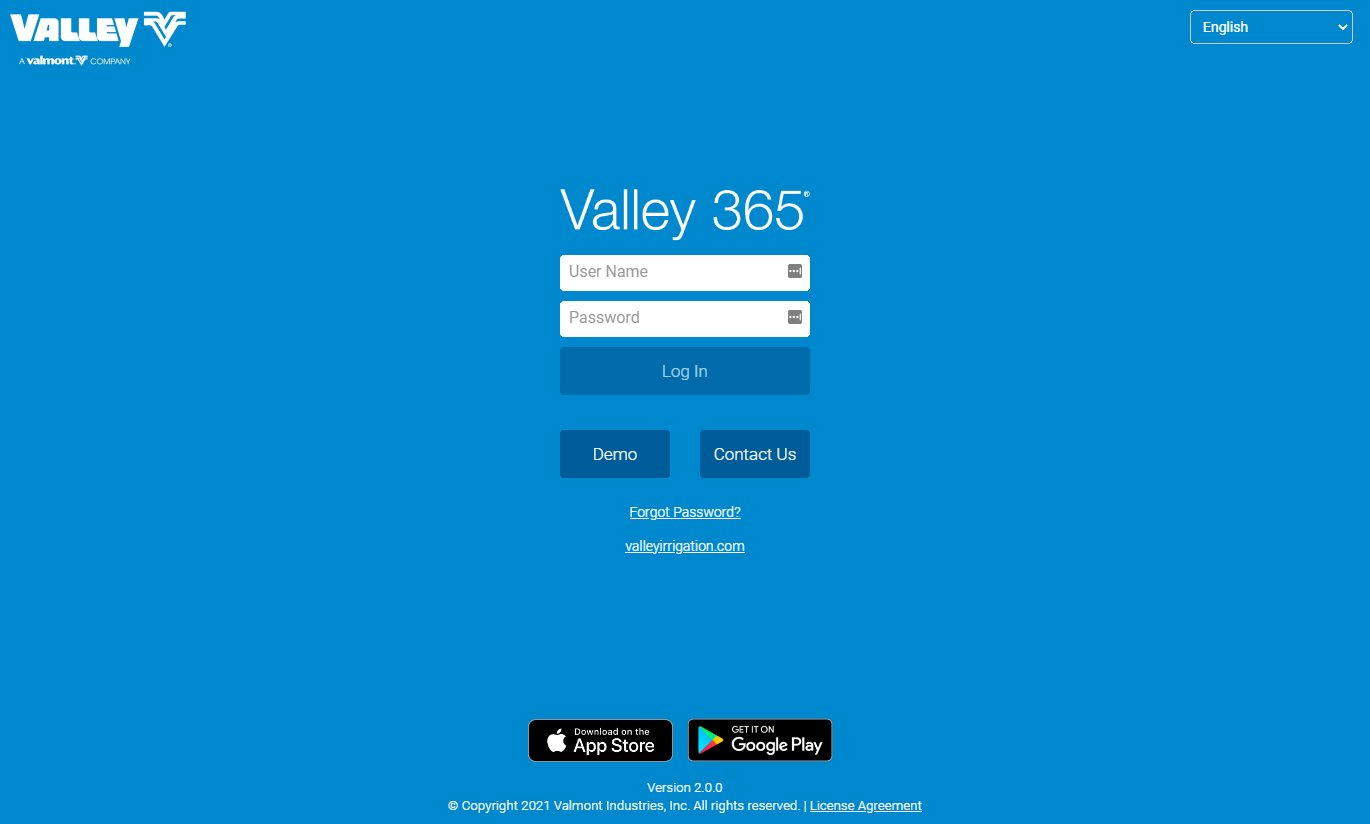 VALLEY
A valmont COMPANY
English
Valley 365®
User Name
Password
Log In
Demo
Contact Us
Forgot Password?
valleyirrigation.com
Download on the
App Store
GET IT ON
Google Play
Version 2.0.0
© Copyright 2021 Valmont Industries, Inc. All rights reserved. | License Agreement